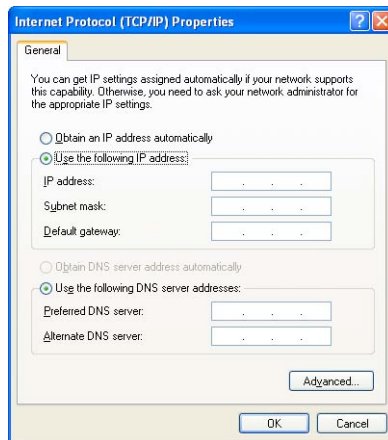 Internet Protocol (TCP/IP) Properties
General
You can get IP settings assigned automatically if your network supports
this capability. Otherwise, you need to ask your network administrator for
the appropriate IP settings.
Obtain an IP address automatically
Use the following IP address:
IP address:
Subnet mask:
Default gateway:
Obtain DNS server address automatically
Use the following DNS server addresses:
Preferred DNS server:
Alternate DNS server:
Advanced...
OK Cancel